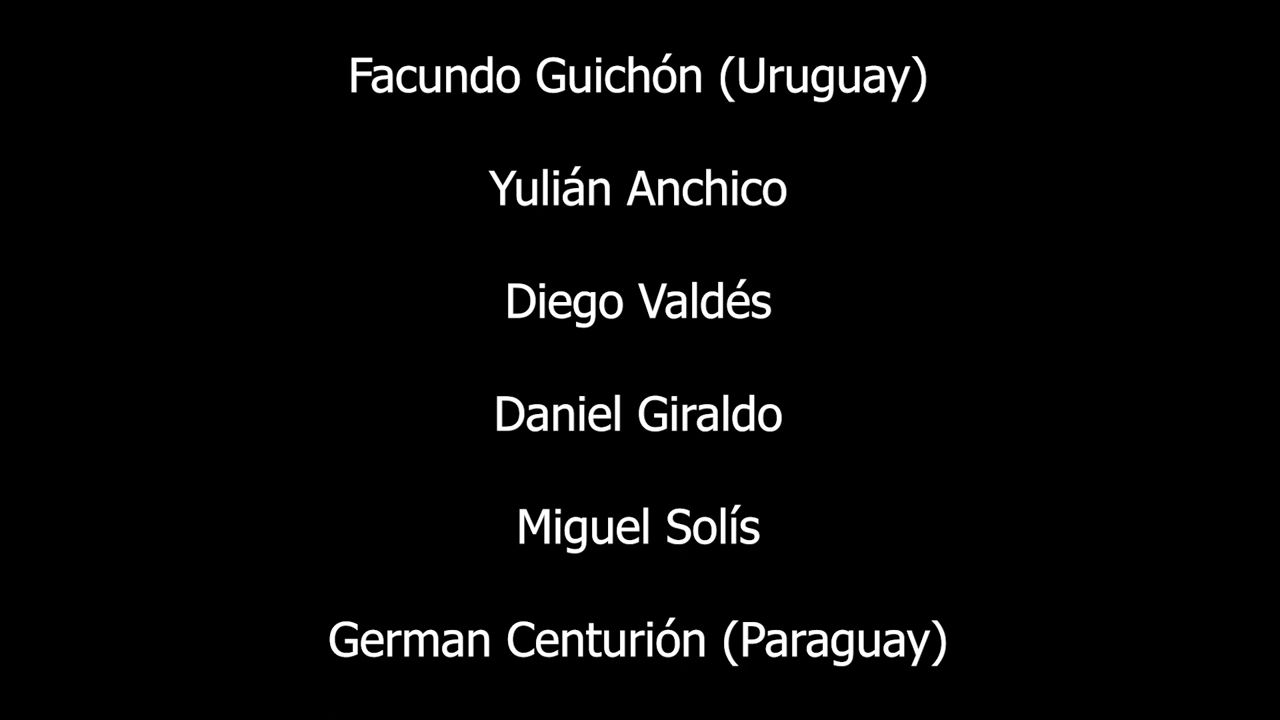 Facundo Guichón (Uruguay)
Yulián Anchico
Diego Valdés
Daniel Giraldo
Miguel Solís
German Centurión (Paraguay)